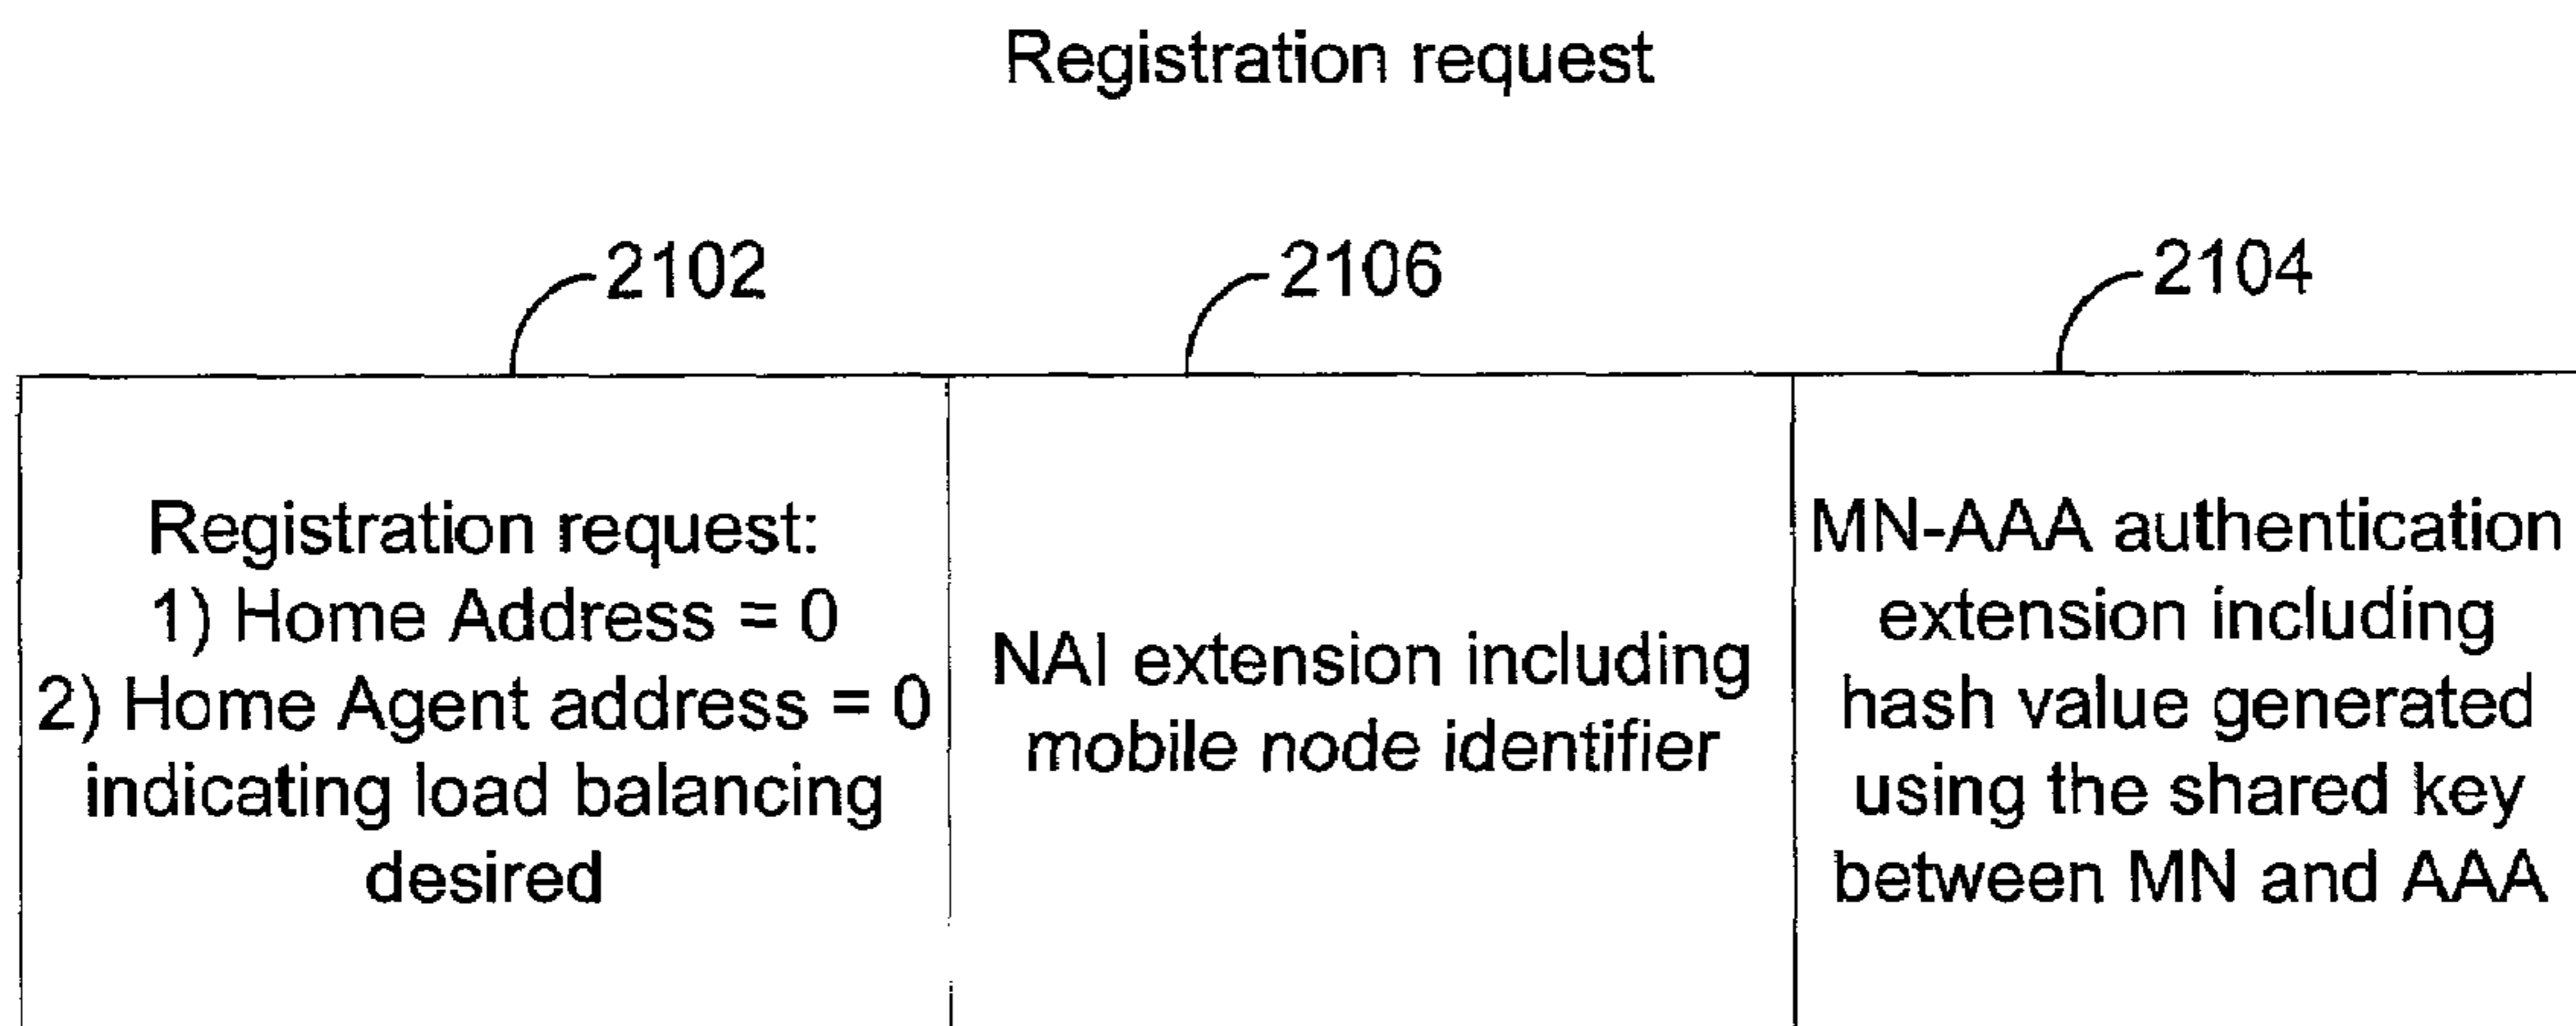 Registration request
2102
2106
2104
Registration request:
1) Home Address = 0
2) Home Agent address = 0
indicating load balancing
desired
NAI extension including
mobile node identifier
MN-AAA authentication
extension including
hash value generated
using the shared key
between MN and AAA